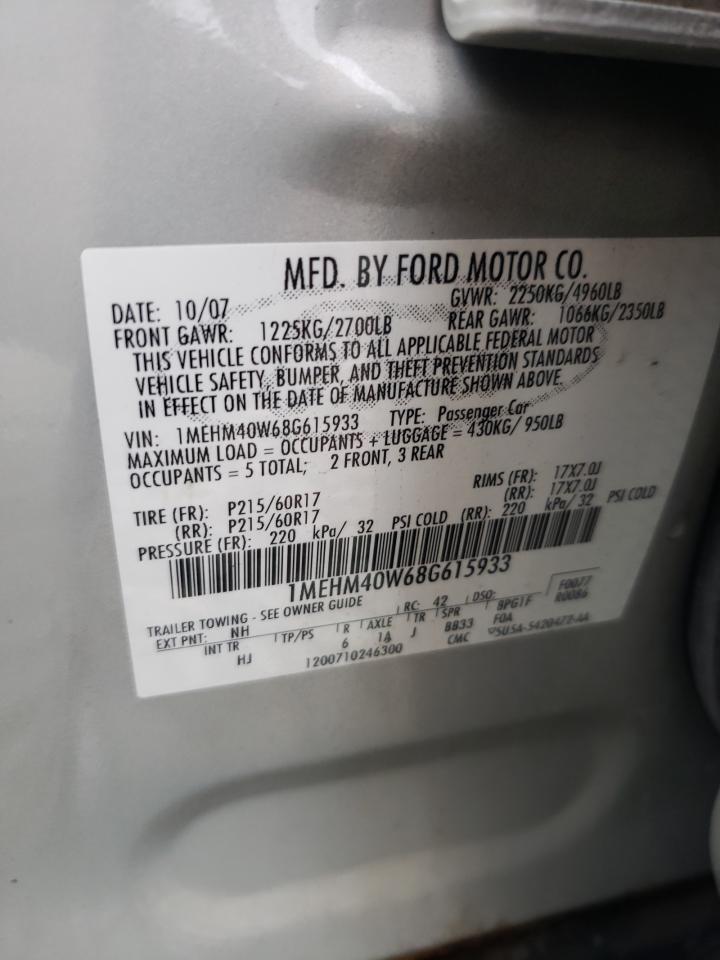 MFD. BY FORD MOTOR CO.
DATE: 10/07 GVWR: 2250KG/4960LB
FRONT GAWR: 1225KG/2700LB REAR GAWR: 1066KG/2350LB
THIS VEHICLE CONFORMS TO ALL APPLICABLE FEDERAL MOTOR
VEHICLE SAFETY, BUMPER, AND THEFT PREVENTION STANDARDS
IN EFFECT ON THE DATE OF MANUFACTURE SHOWN ABOVE.
VIN: 1MEHM40W68G615933 TYPE: Passenger Car
MAXIMUM LOAD = OCCUPANTS + LUGGAGE = 430KG/ 950LB
OCCUPANTS = 5 TOTAL; 2 FRONT, 3 REAR
TIRE (FR): P215/60R17 RIMS (FR): 17X7.0J
(RR): P215/60R17 (RR): 17X7.0J
PRESSURE (FR): 220 kPa/ 32 PSI COLD (RR): 220 kPa/ 32 PSI COLD
1MEHM40W68G615933
F0077
R0086
TRAILER TOWING - SEE OWNER GUIDE RC: 42 DSO:
EXT PNT: NH
INT TR TP/PS R AXLE TR SPR BPG1F
HJ 6 1A J BB33 FOA
1200710246300 CMC